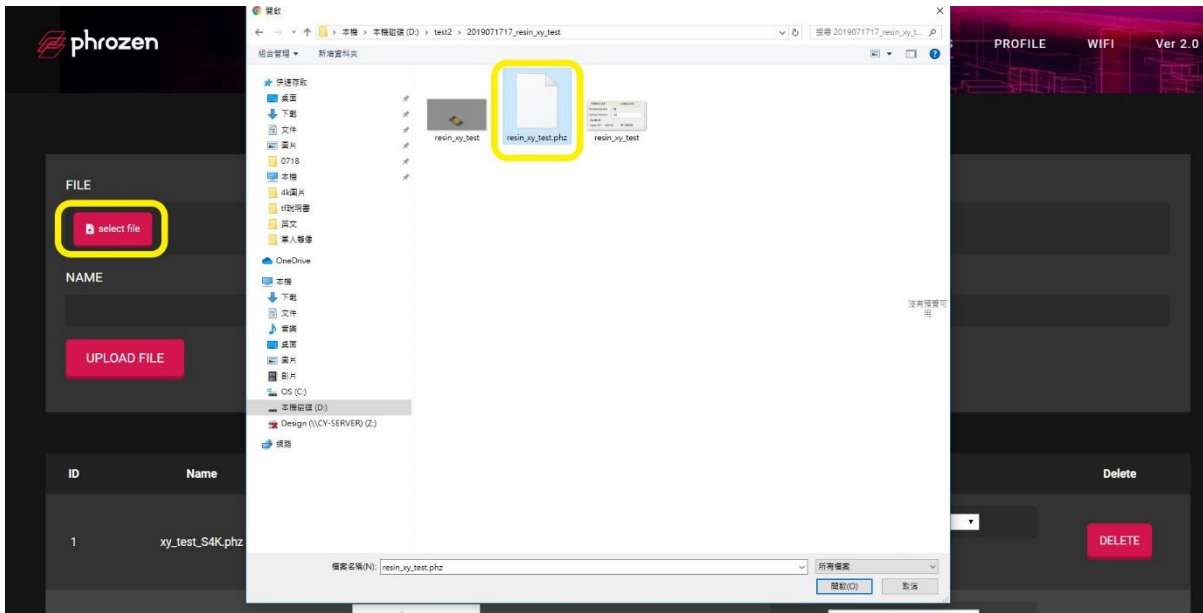 phrozen
PROFILE
WIFI
Ver 2.0
FILE
select file
NAME
UPLOAD FILE
ID
Name
Delete
1
xy_test_S4K.phz
DELETE
開啟
本機 › 本機磁碟 (D:) › test2 › 2019071717_resin_xy_test
搜尋 2019071717_resin_xy_t...
組合管理
新增資料夾
快速存取
桌面
下載
文件
圖片
0718
本機
4k圖片
tf說明書
英文
軍人雕像
OneDrive
本機
下載
文件
音樂
桌面
圖片
影片
OS (C:)
本機磁碟 (D:)
Design (\\CY-SERVER) (Z:)
網路
resin_xy_test
resin_xy_test.phz
resin_xy_test
沒有預覽可
用
檔案名稱(N):
resin_xy_test.phz
所有檔案
開啟(O)
取消